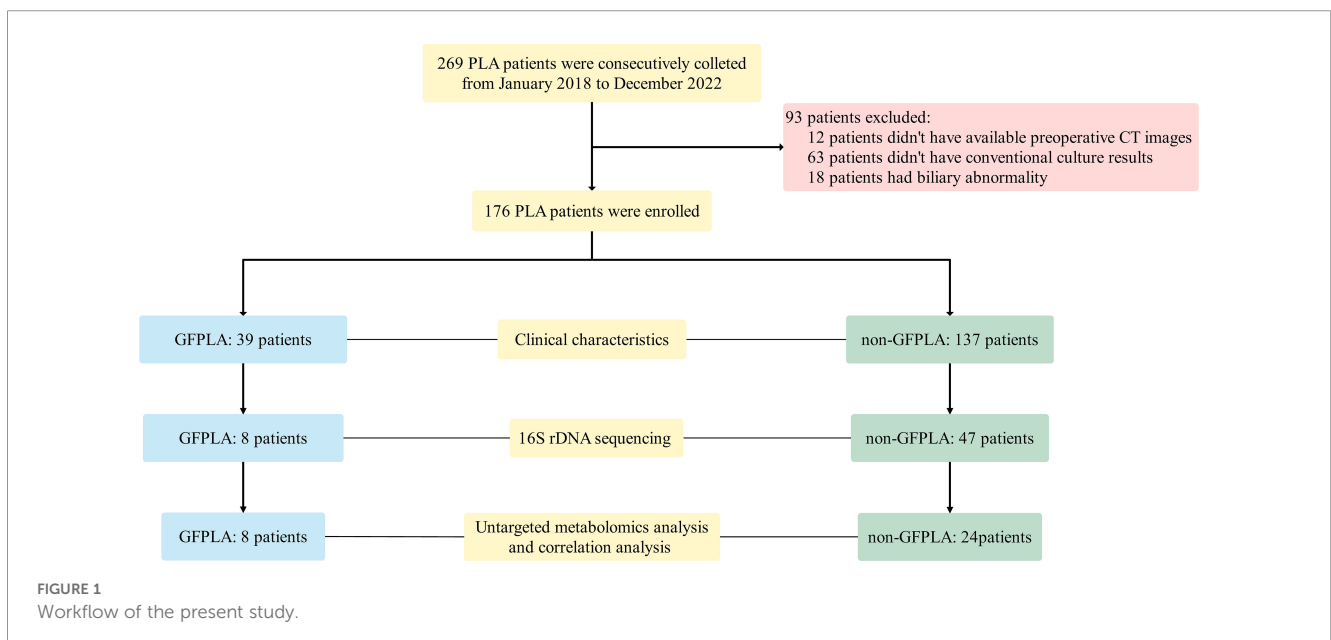 269 PLA patients were consecutively colleted
from January 2018 to December 2022
93 patients excluded:
12 patients didn't have available preoperative CT images
63 patients didn't have conventional culture results
18 patients had biliary abnormality
176 PLA patients were enrolled
GFPLA: 39 patients
Clinical characteristics
non-GFPLA: 137 patients
GFPLA: 8 patients
16S rDNA sequencing
non-GFPLA: 47 patients
GFPLA: 8 patients
Untargeted metabolomics analysis
and correlation analysis
non-GFPLA: 24patients
FIGURE 1
Workflow of the present study.